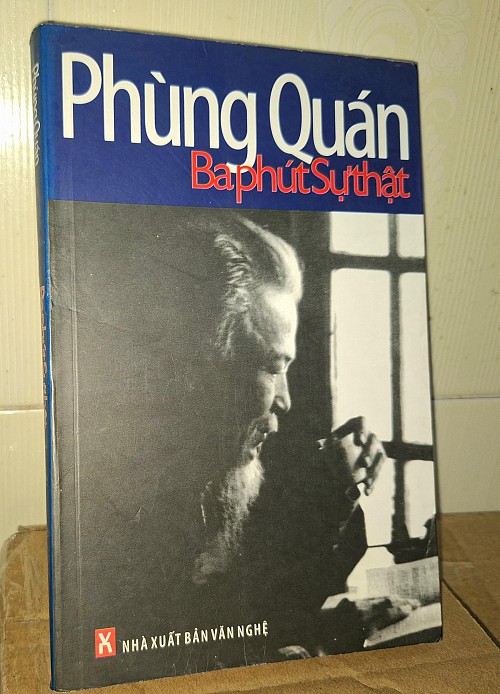 Phùng Quán
Ba phút Sự thật
NHÀ XUẤT BẢN VĂN NGHỆ